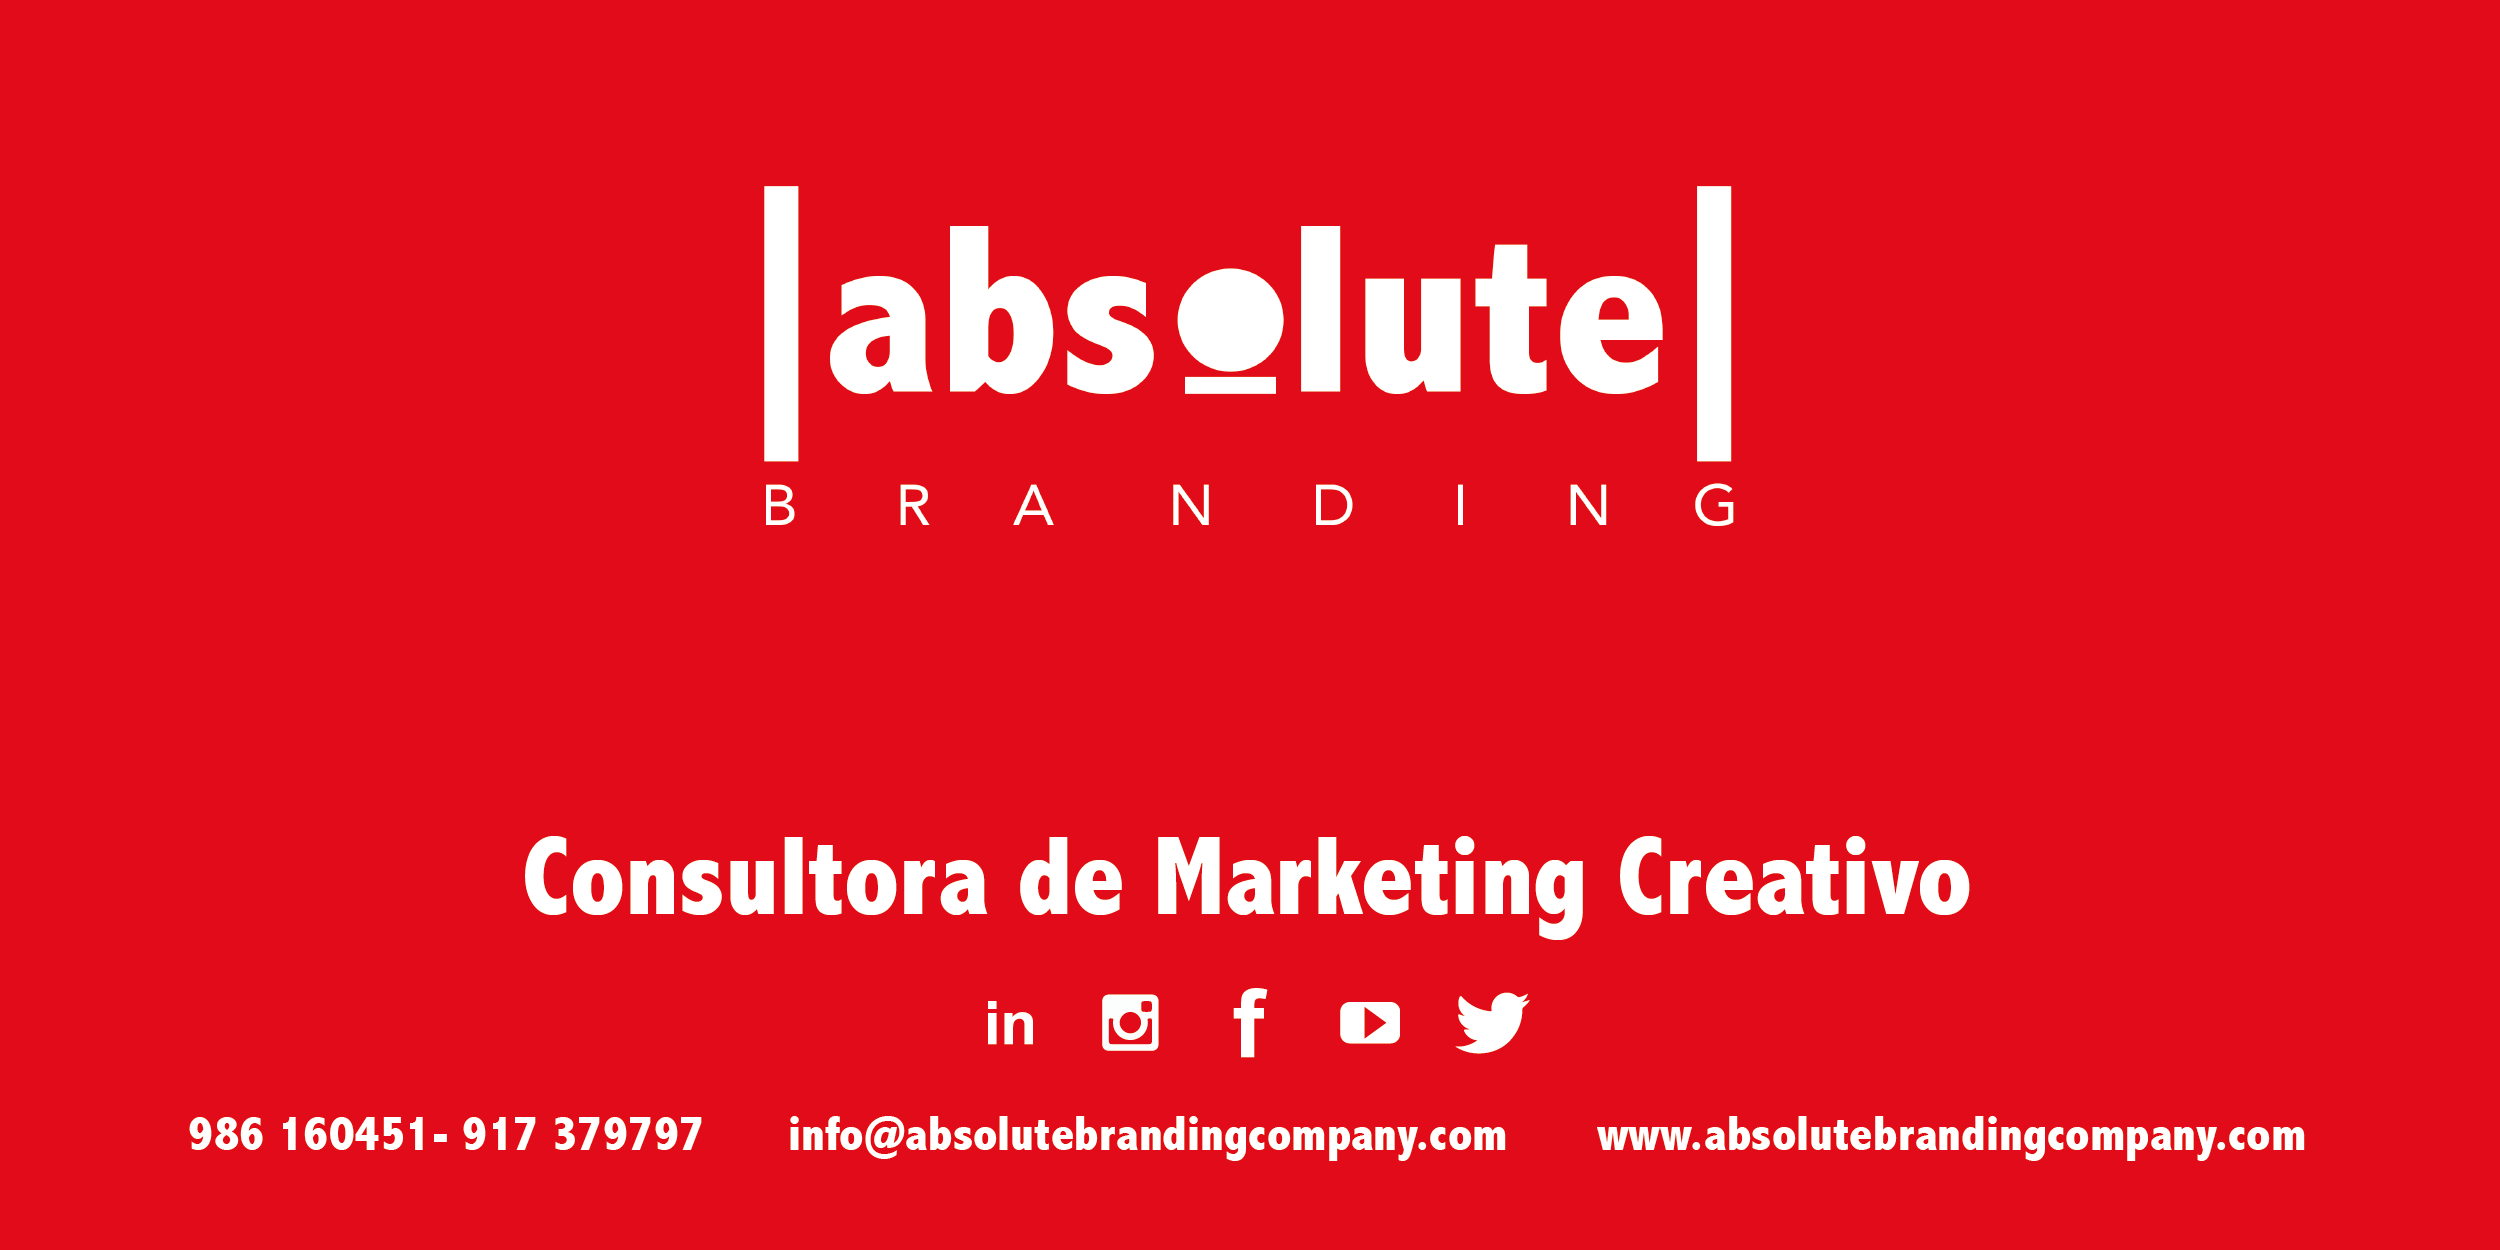 |absolute|
BRANDING
Consultora de Marketing Creativo
in f
986 160451- 917 379797 info@absolutebrandingcompany.com www.absolutebrandingcompany.com